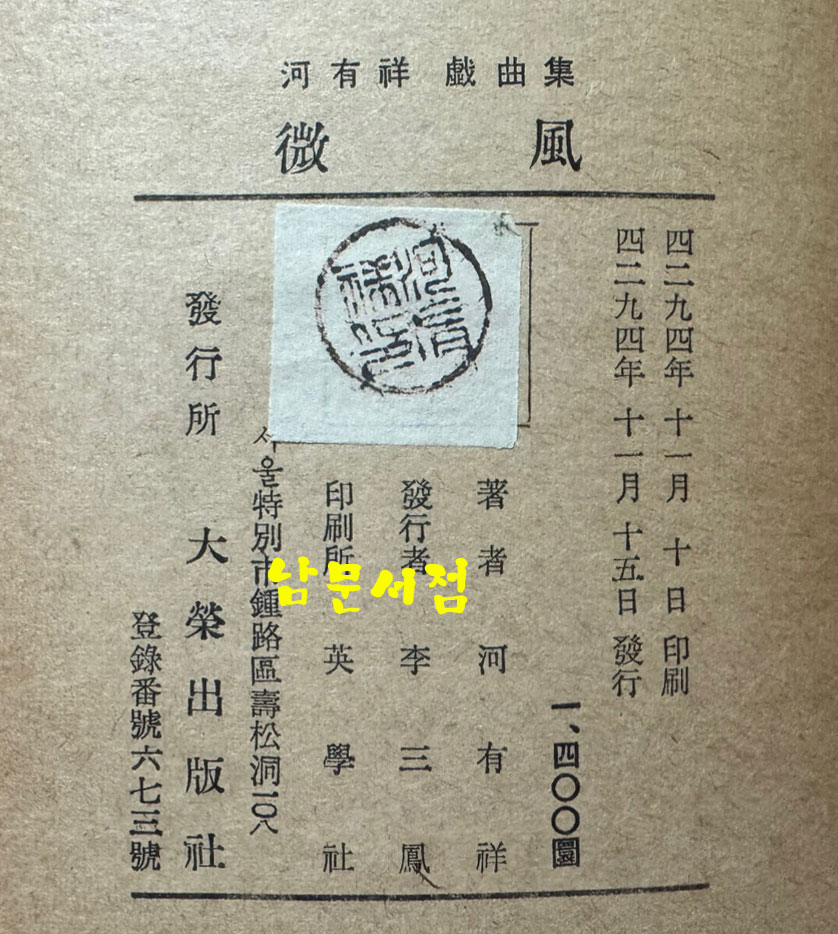 河有祥 戱曲集
微風
四二九四年 十一月 十日 印刷
四二九四年 十一月 十五日 發行
一、四〇〇圜
著者 河有祥
發行者 李三鳳
印刷所 英學社
서울特別市鍾路區壽松洞一〇八
發行所 大榮出版社
登錄番號六七三號
남문서점